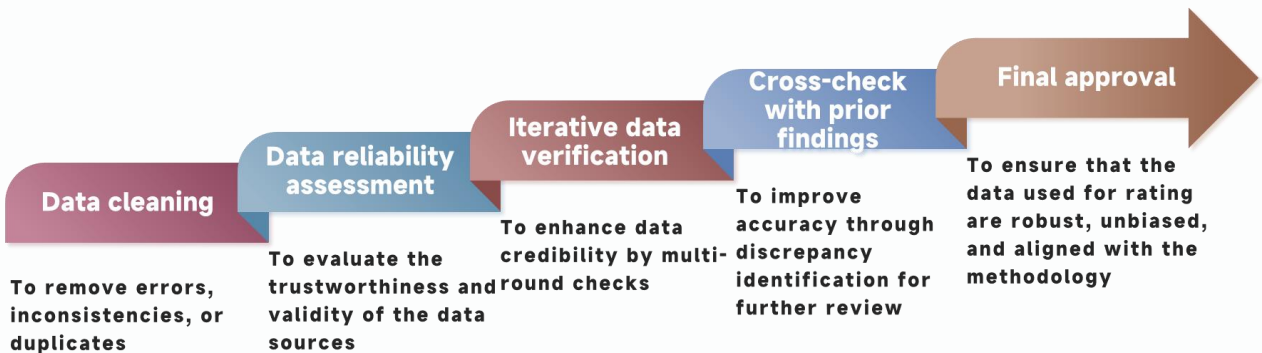 Data cleaning
To remove errors,
inconsistencies, or
duplicates
Data reliability
assessment
To evaluate the
trustworthiness and
validity of the data
sources
Iterative data
verification
To enhance data
credibility by multi-
round checks
Cross-check
with prior
findings
To improve
accuracy through
discrepancy
identification for
further review
Final approval
To ensure that the
data used for rating
are robust, unbiased,
and aligned with the
methodology